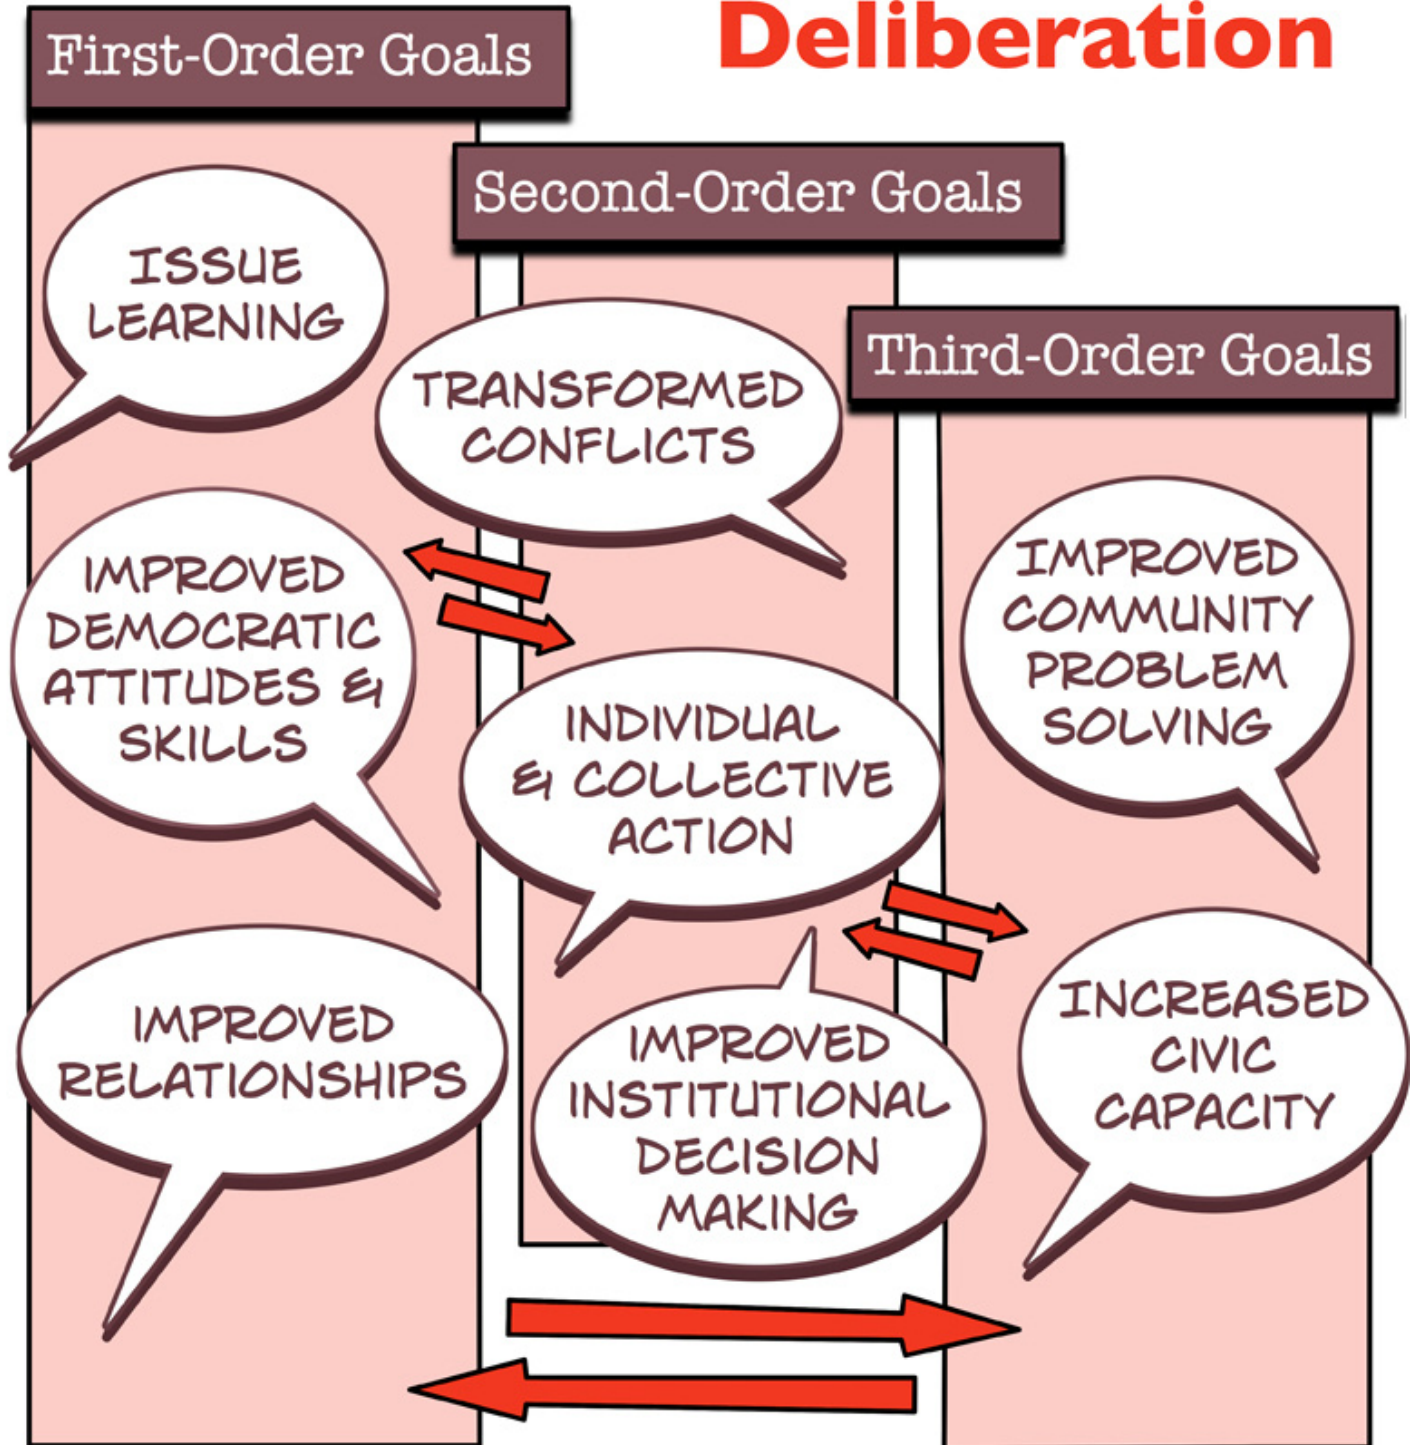 Deliberation
First-Order Goals
ISSUE
LEARNING
IMPROVED
DEMOCRATIC
ATTITUDES &
SKILLS
IMPROVED
RELATIONSHIPS
Second-Order Goals
TRANSFORMED
CONFLICTS
INDIVIDUAL
& COLLECTIVE
ACTION
IMPROVED
INSTITUTIONAL
DECISION
MAKING
Third-Order Goals
IMPROVED
COMMUNITY
PROBLEM
SOLVING
INCREASED
CIVIC
CAPACITY